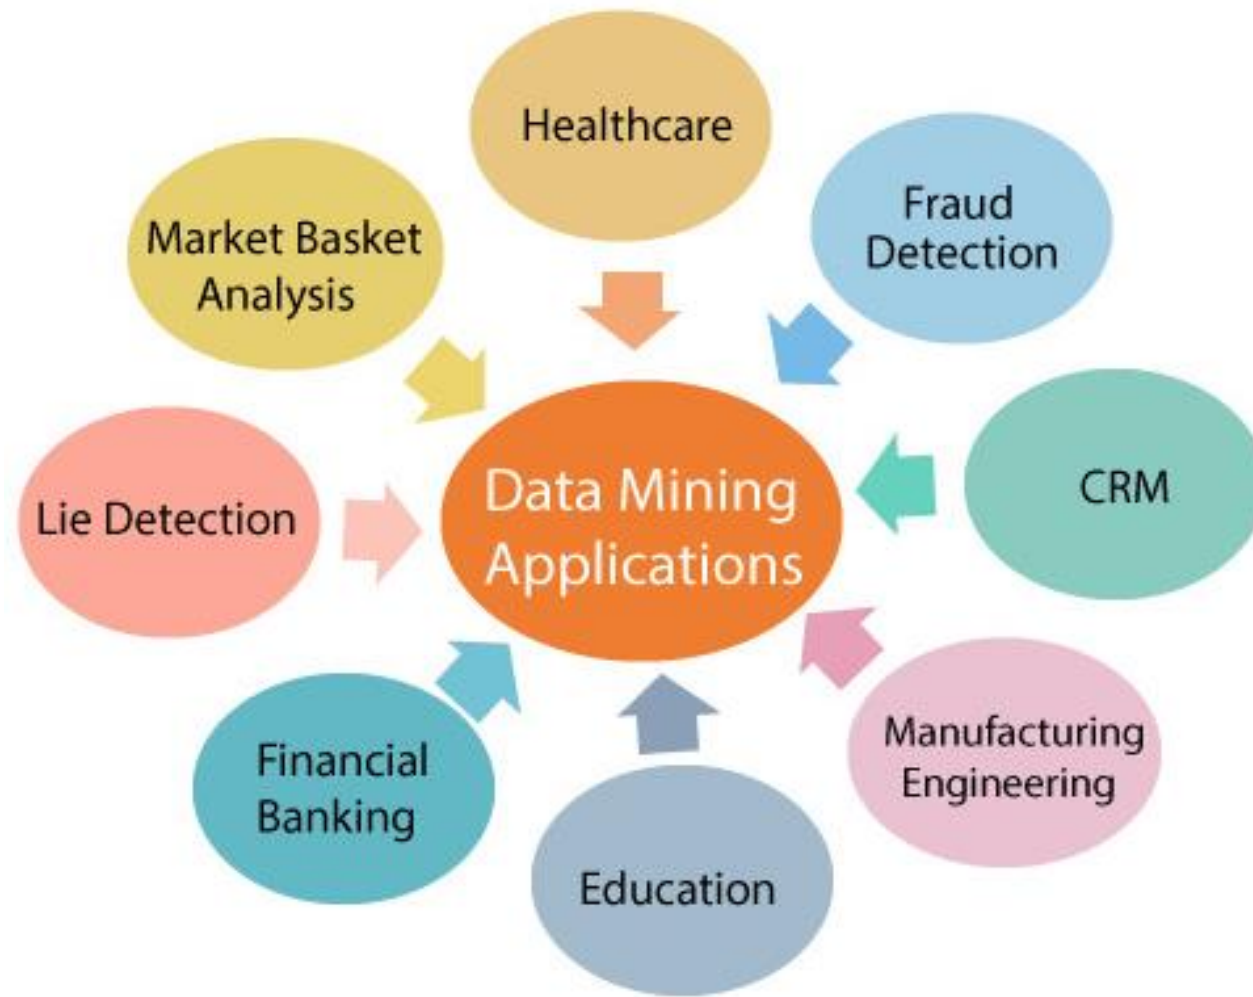 Healthcare
Fraud
Detection
Market Basket
Analysis
CRM
Data Mining
Applications
Lie Detection
Manufacturing
Engineering
Financial
Banking
Education